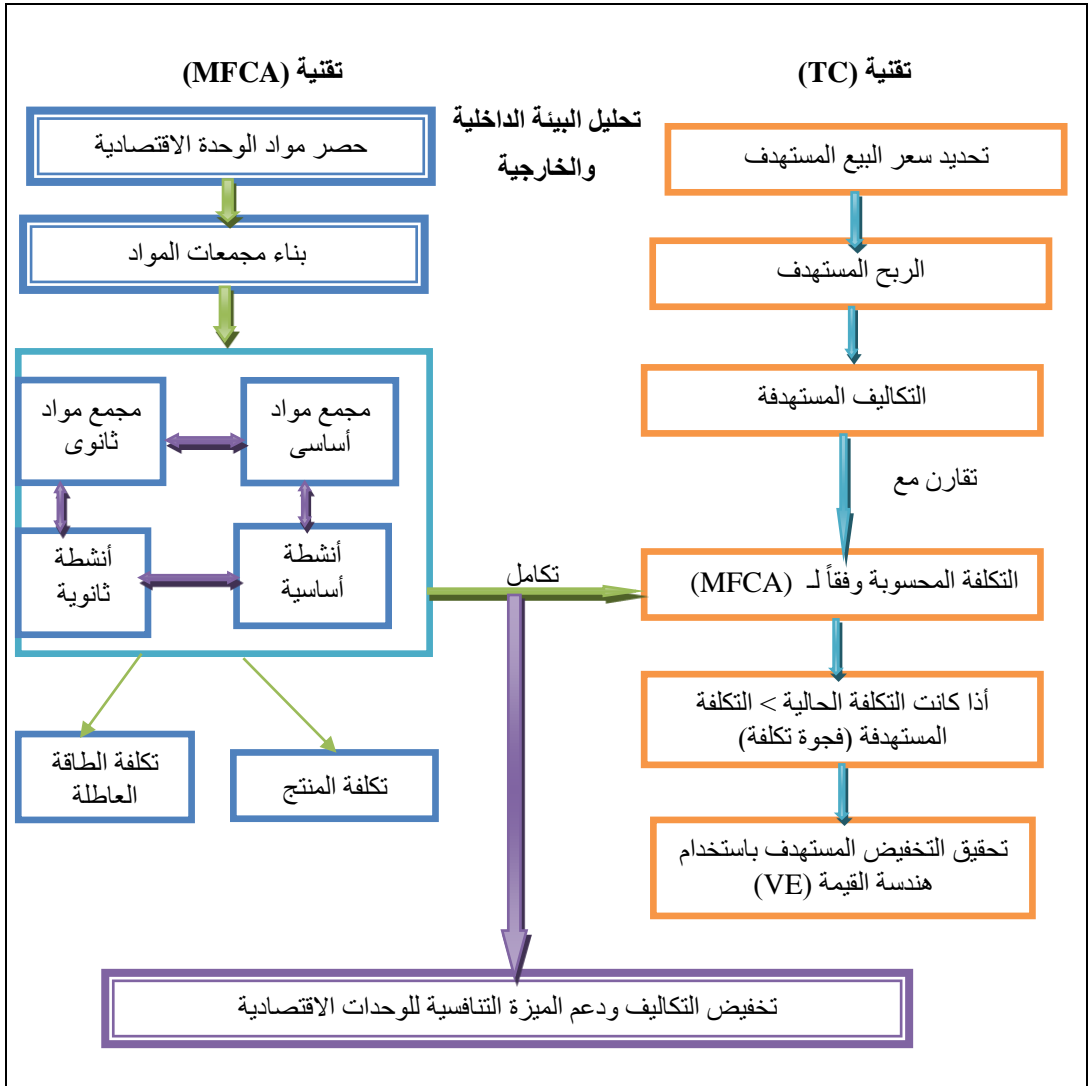 تقنية (TC)
تقنية (MFCA)
تحليل البيئة الداخلية
والخارجية
تحديد سعر البيع المستهدف
الربح المستهدف
التكاليف المستهدفة
تقارن مع
التكلفة المحسوبة وفقاً لـ (MFCA)
أذا كانت التكلفة الحالية > التكلفة
المستهدفة (فجوة تكلفة)
تحقيق التخفيض المستهدف باستخدام
هندسة القيمة (VE)
حصر مواد الوحدة الاقتصادية
بناء مجمعات المواد
مجمع مواد
أساسى
مجمع مواد
ثانوى
أنشطة
أساسية
أنشطة
ثانوية
تكامل
تكلفة المنتج
تكلفة الطاقة
العاطلة
تخفيض التكاليف ودعم الميزة التنافسية للوحدات الاقتصادية